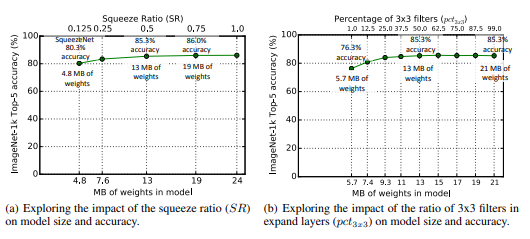 Squeeze Ratio (SR)
0.125 0.25 0.5 0.75 1.0
100
SqueezeNet
80.3%
accuracy
85.3%
accuracy
86.0%
accuracy
80
4.8 MB of
weights
13 MB of
weights
19 MB of
weights
60
40
20
0
ImageNet-1k Top-5 accuracy (%)
4.8 7.6 13 19 24
MB of weights in model
(a) Exploring the impact of the squeeze ratio (SR)
on model size and accuracy.
Percentage of 3x3 filters (pct3x3)
1.0 12.5 25.0 37.5 50.0 62.5 75.0 87.5 99.0
100
76.3%
accuracy
85.3%
accuracy
85.3%
accuracy
80
5.7 MB of
weights
13 MB of
weights
21 MB of
weights
60
40
20
0
ImageNet-1k Top-5 accuracy (%)
5.7 7.4 9.3 11 13 15 17 19 21
MB of weights in model
(b) Exploring the impact of the ratio of 3x3 filters in
expand layers (pct3x3) on model size and accuracy.